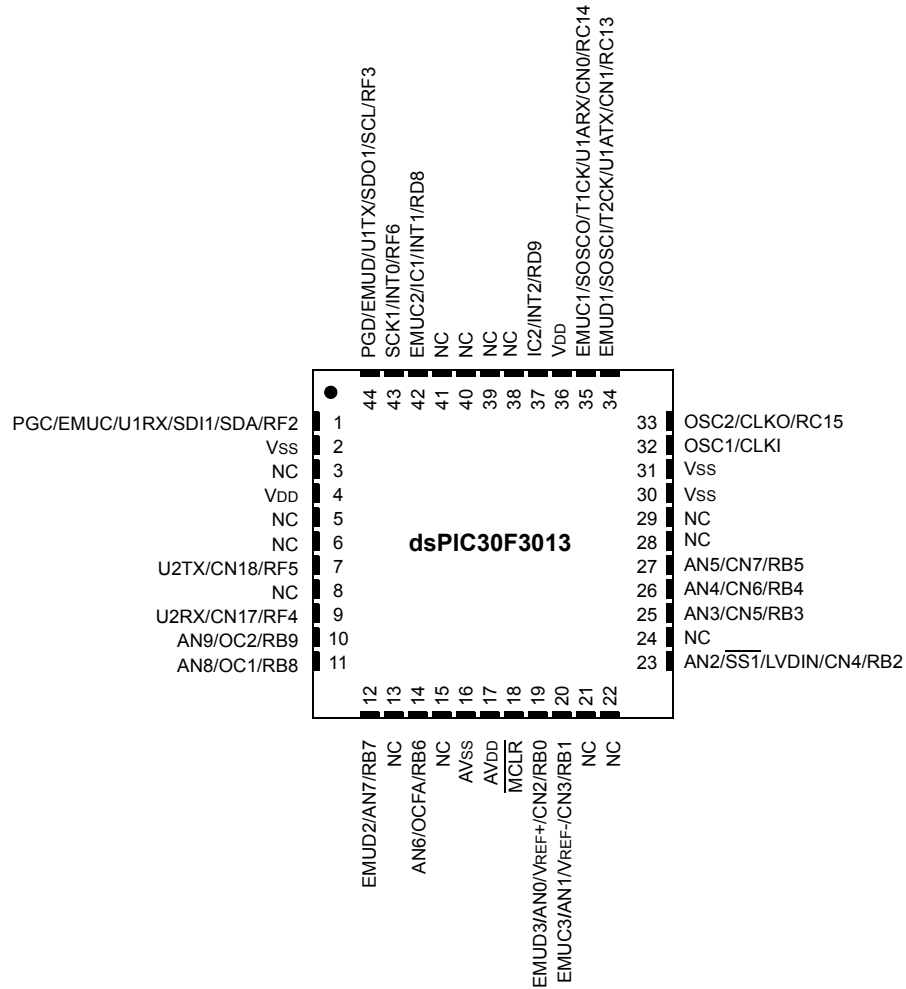 PGD/EMUD/U1TX/SDO1/SCL/RF3
SCK1/INT0/RF6
EMUC2/IC1/INT1/RD8
NC
NC
NC
NC
IC2/INT2/RD9
VDD
EMUC1/SOSCO/T1CK/U1ARX/CN0/RC14
EMUD1/SOSCI/T2CK/U1ATX/CN1/RC13
44
43
42
41
40
39
38
37
36
35
34
PGC/EMUC/U1RX/SDI1/SDA/RF2 1
VSS 2
NC 3
VDD 4
NC 5
NC 6
U2TX/CN18/RF5 7
NC 8
U2RX/CN17/RF4 9
AN9/OC2/RB9 10
AN8/OC1/RB8 11
dsPIC30F3013
33 OSC2/CLKO/RC15
32 OSC1/CLKI
31 VSS
30 VSS
29 NC
28 NC
27 AN5/CN7/RB5
26 AN4/CN6/RB4
25 AN3/CN5/RB3
24 NC
23 AN2/SS1/LVDIN/CN4/RB2
12
13
14
15
16
17
18
19
20
21
22
EMUD2/AN7/RB7
NC
AN6/OCFA/RB6
NC
AVSS
AVDD
MCLR
EMUD3/AN0/VREF+/CN2/RB0
EMUC3/AN1/VREF-/CN3/RB1
NC
NC